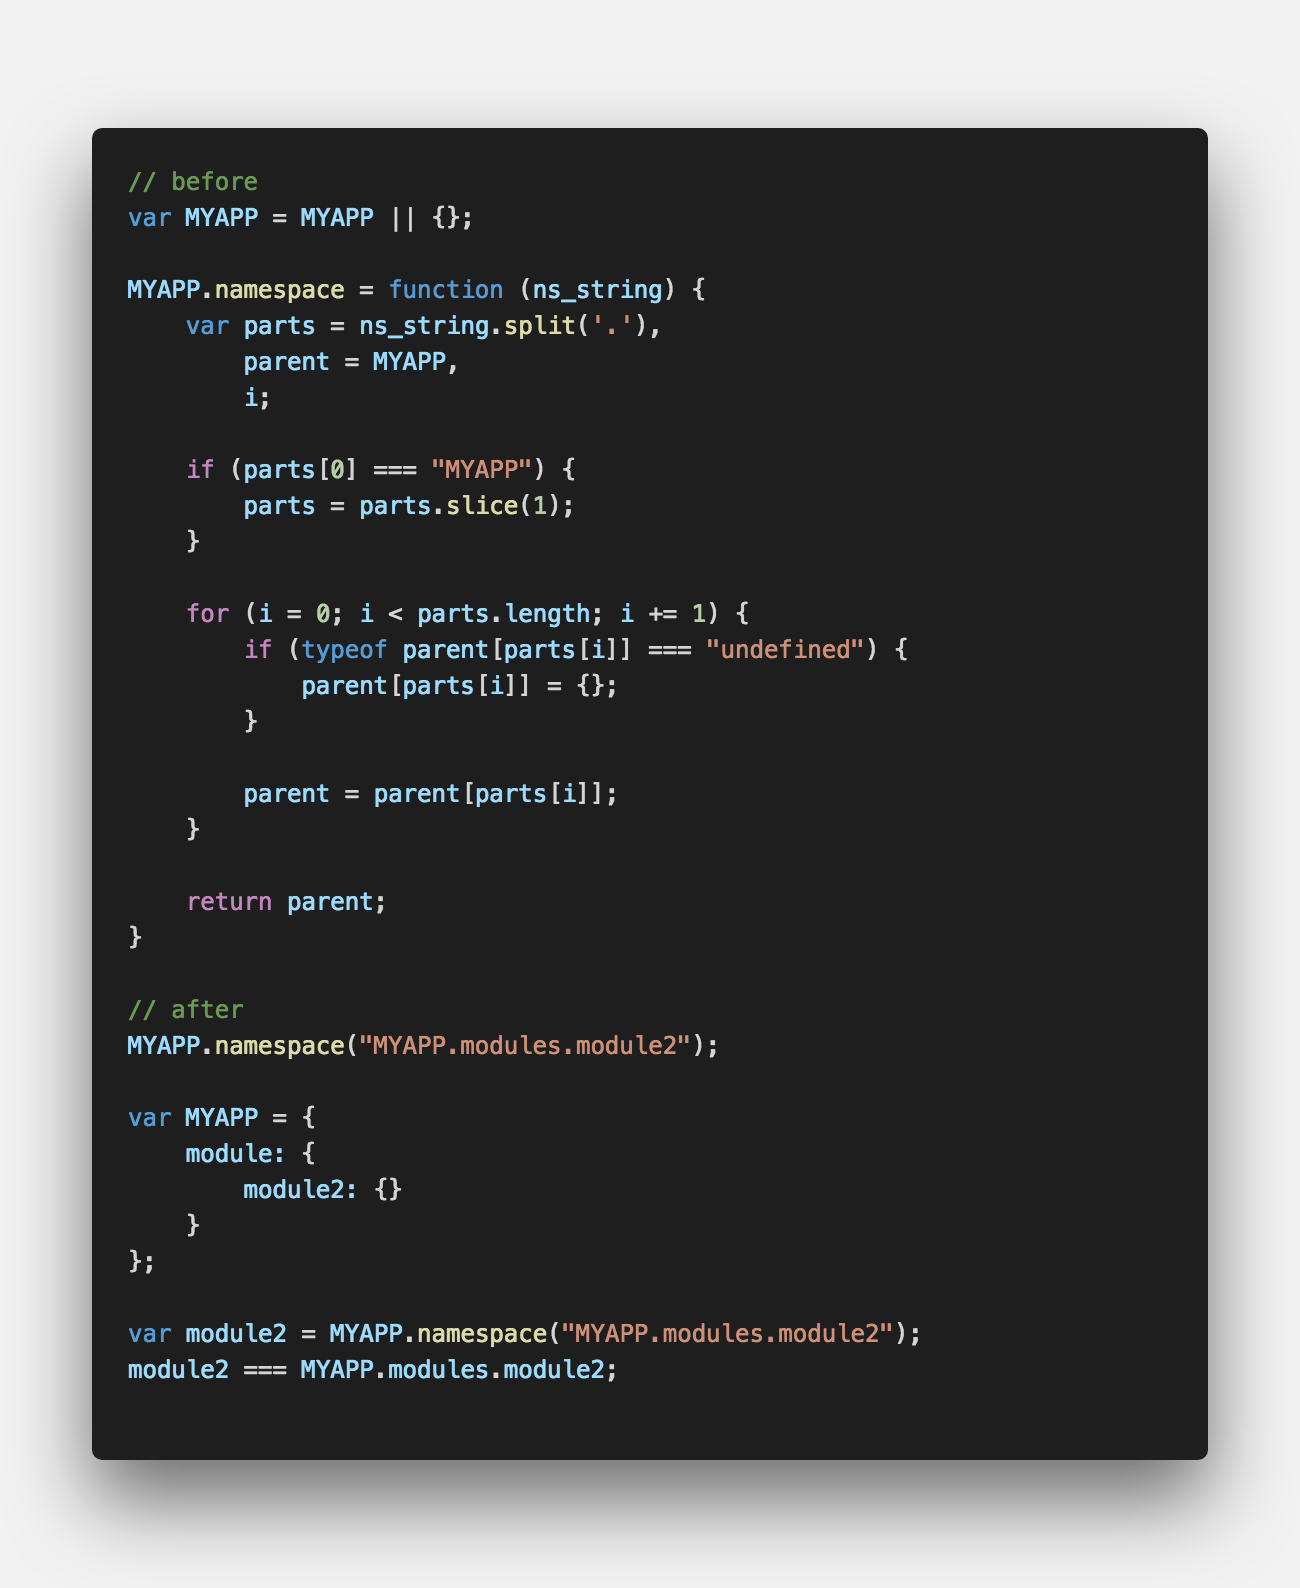 // before
var MYAPP = MYAPP || {};

MYAPP.namespace = function (ns_string) {
    var parts = ns_string.split('.'),
        parent = MYAPP,
        i;

    if (parts[0] === "MYAPP") {
        parts = parts.slice(1);
    }

    for (i = 0; i < parts.length; i += 1) {
        if (typeof parent[parts[i]] === "undefined") {
            parent[parts[i]] = {};
        }

        parent = parent[parts[i]];
    }

    return parent;
}

// after
MYAPP.namespace("MYAPP.modules.module2");

var MYAPP = {
    module: {
        module2: {}
    }
};

var module2 = MYAPP.namespace("MYAPP.modules.module2");
module2 === MYAPP.modules.module2;